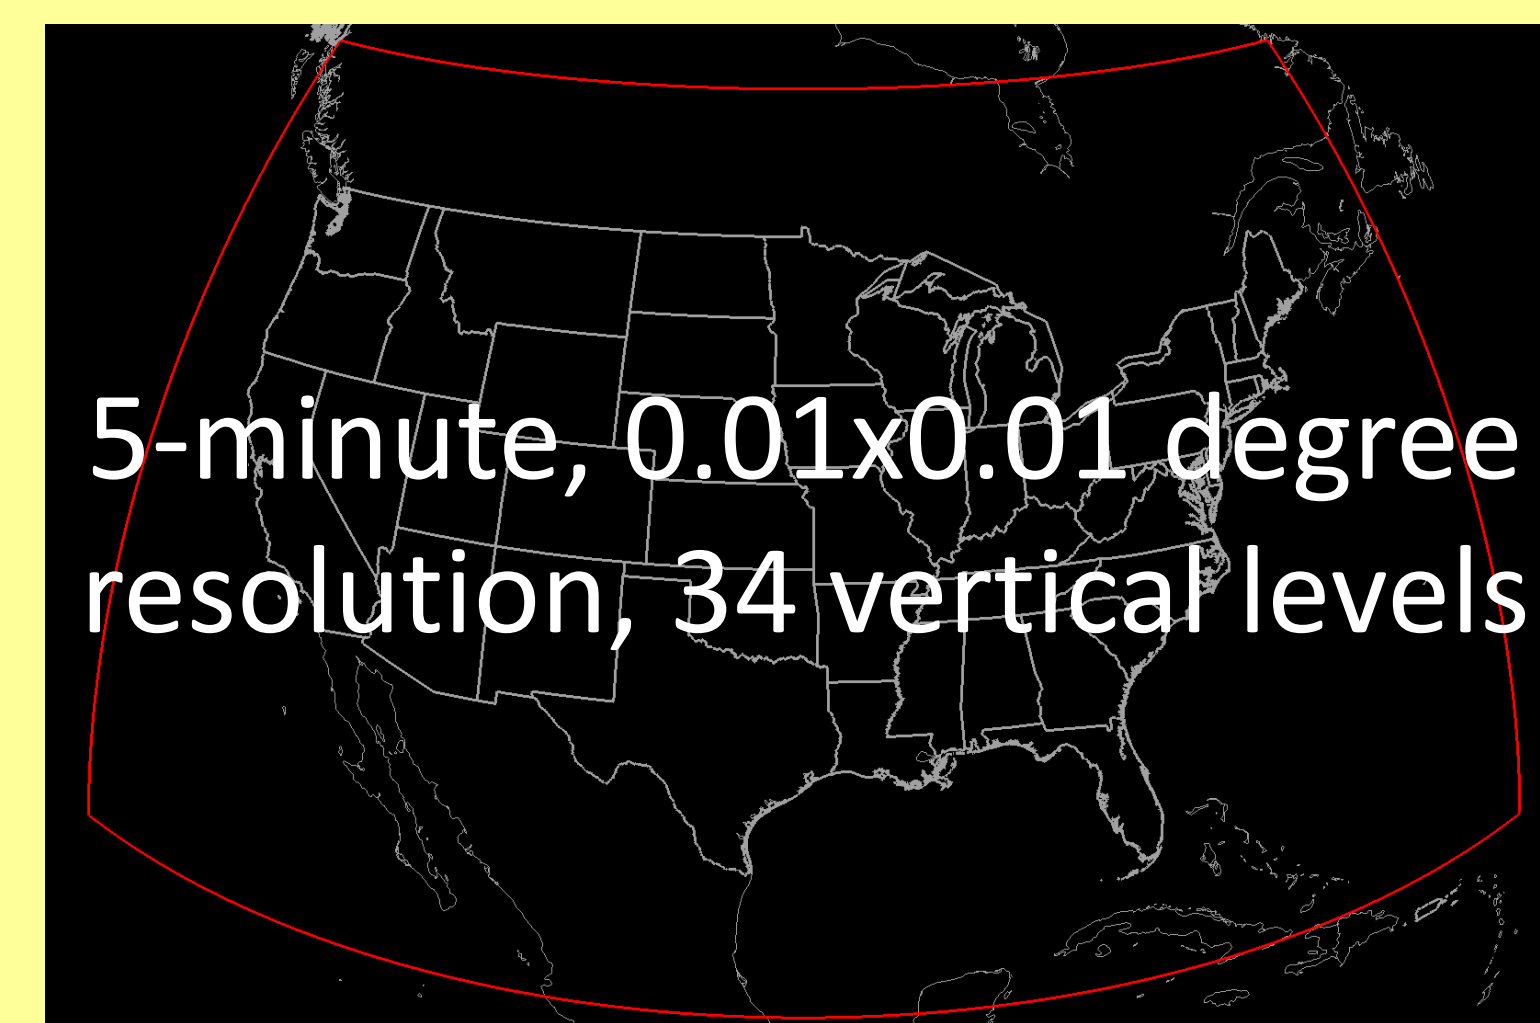 5-minute, 0.01x0.01 degree
resolution, 34 vertical levels